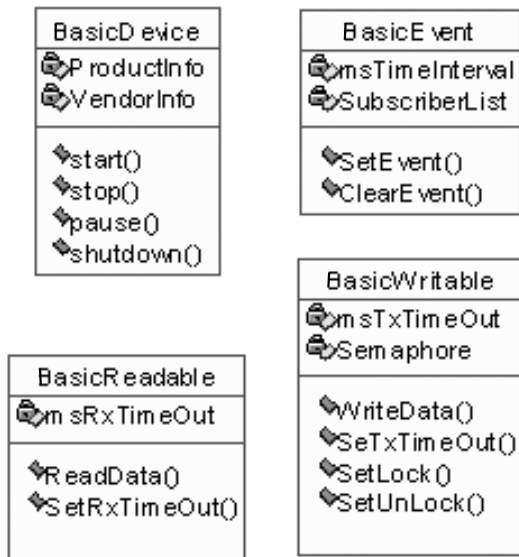 BasicDevice
ProductInfo
VendorInfo
start()
stop()
pause()
shutdown()
BasicEvent
msTimeInterval
SubscriberList
SetEvent()
ClearEvent()
BasicReadable
msRxTimeOut
ReadData()
SetRxTimeOut()
BasicWritable
msTxTimeOut
Semaphore
WriteData()
SeTxTimeOut()
SetLock()
SetUnLock()